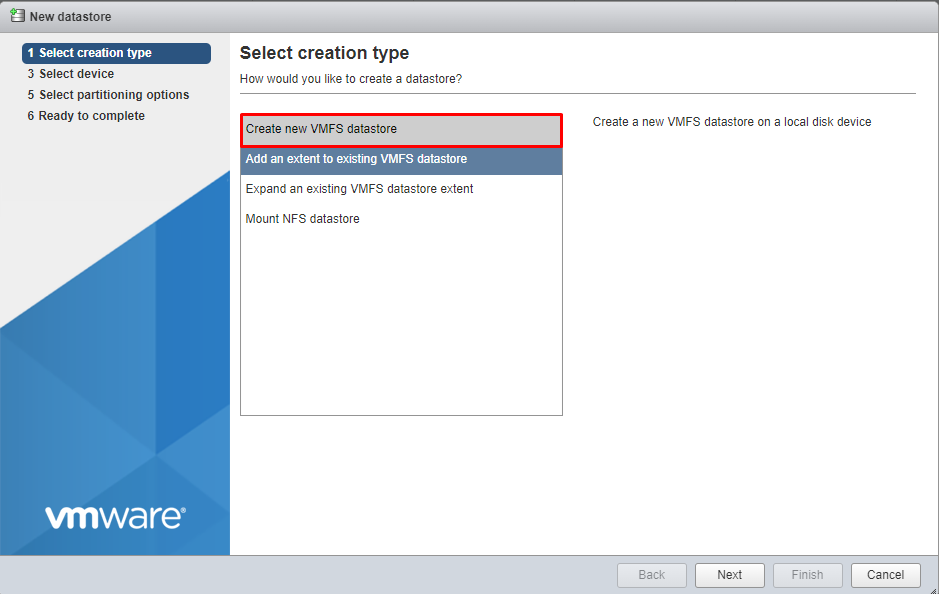 New datastore
1 Select creation type
3 Select device
5 Select partitioning options
6 Ready to complete
vmware®
Select creation type
How would you like to create a datastore?
Create new VMFS datastore
Add an extent to existing VMFS datastore
Expand an existing VMFS datastore extent
Mount NFS datastore
Create a new VMFS datastore on a local disk device
Back
Next
Finish
Cancel